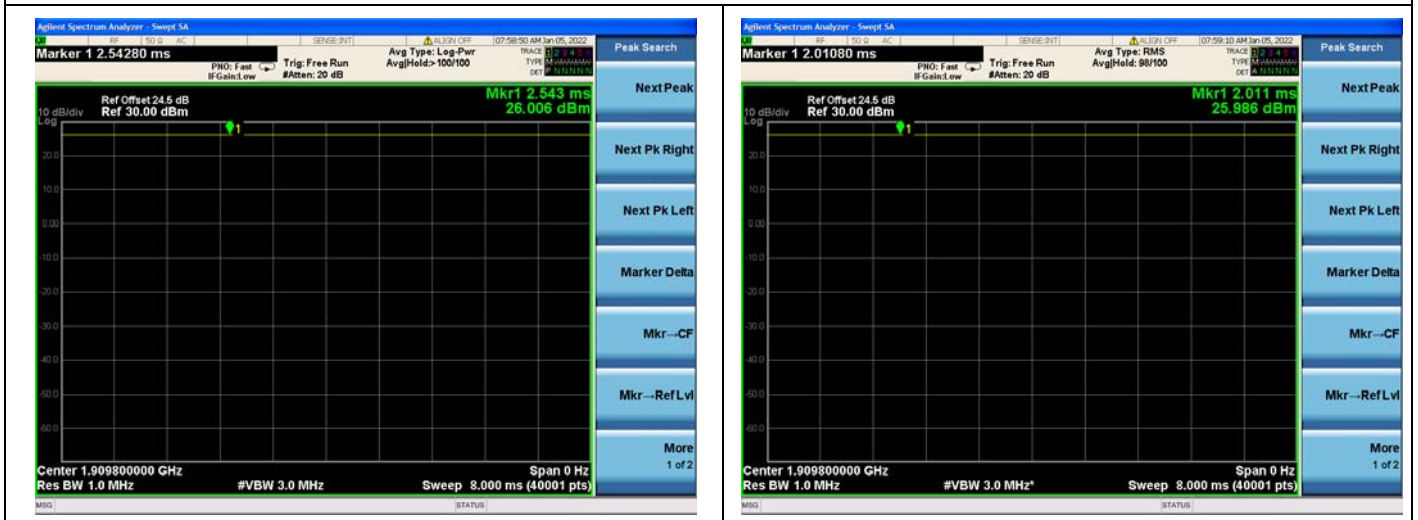 Agilent Spectrum Analyzer - Swept SA
RF 50 Ω AC SENSE:INT ALIGN OFF 07:58:50 AM Jan 05, 2022
Marker 1 2.54280 ms
PNO: Fast
IFGain:Low
Trig: Free Run
#Atten: 20 dB
Avg Type: Log-Pwr
Avg|Hold:>100/100
TRACE 1 2 3 4 5 6
TYPE M
DET P N N N N N
Peak Search
Mkr1 2.543 ms
26.006 dBm
Ref Offset 24.5 dB
10 dB/div Ref 30.00 dBm
Log
1
20.0
10.0
0.00
-10.0
-20.0
-30.0
-40.0
-50.0
-60.0
Center 1.909800000 GHz Span 0 Hz
Res BW 1.0 MHz #VBW 3.0 MHz Sweep 8.000 ms (40001 pts)
Next Peak
Next Pk Right
Next Pk Left
Marker Delta
Mkr→CF
Mkr→Ref Lvl
More
1 of 2
MSG STATUS
Agilent Spectrum Analyzer - Swept SA
RF 50 Ω AC SENSE:INT ALIGN OFF 07:59:10 AM Jan 05, 2022
Marker 1 2.01080 ms
PNO: Fast
IFGain:Low
Trig: Free Run
#Atten: 20 dB
Avg Type: RMS
Avg|Hold: 98/100
TRACE 1 2 3 4 5 6
TYPE M
DET A N N N N N
Peak Search
Mkr1 2.011 ms
25.986 dBm
Ref Offset 24.5 dB
10 dB/div Ref 30.00 dBm
Log
1
20.0
10.0
0.00
-10.0
-20.0
-30.0
-40.0
-50.0
-60.0
Center 1.909800000 GHz Span 0 Hz
Res BW 1.0 MHz #VBW 3.0 MHz* Sweep 8.000 ms (40001 pts)
Next Peak
Next Pk Right
Next Pk Left
Marker Delta
Mkr→CF
Mkr→Ref Lvl
More
1 of 2
MSG STATUS